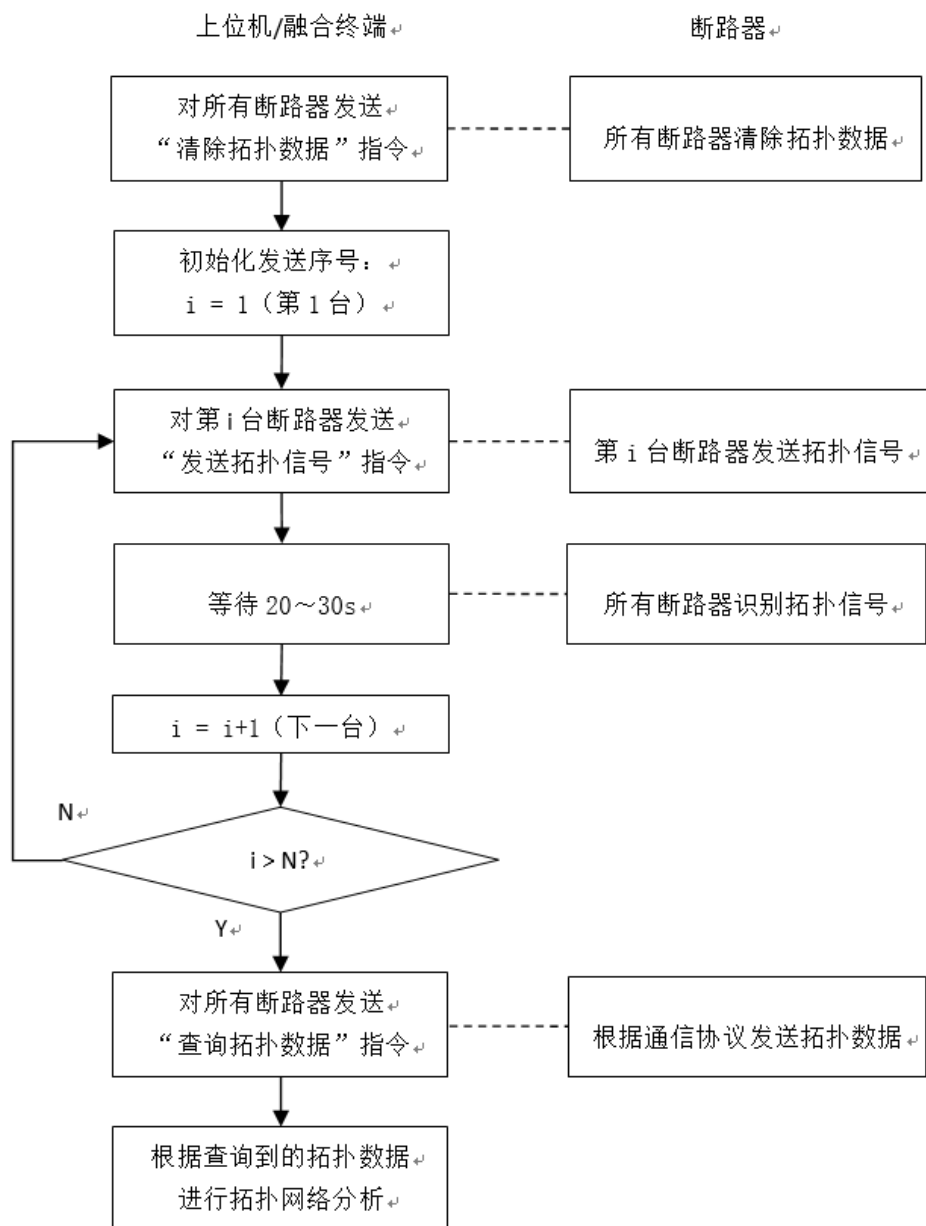 上位机/融合终端
断路器
对所有断路器发送
“清除拓扑数据”指令
所有断路器清除拓扑数据
初始化发送序号：
i = 1（第1台）
对第i台断路器发送
“发送拓扑信号”指令
第i台断路器发送拓扑信号
等待20～30s
所有断路器识别拓扑信号
i = i+1（下一台）
N
i > N?
Y
对所有断路器发送
“查询拓扑数据”指令
根据通信协议发送拓扑数据
根据查询到的拓扑数据
进行拓扑网络分析